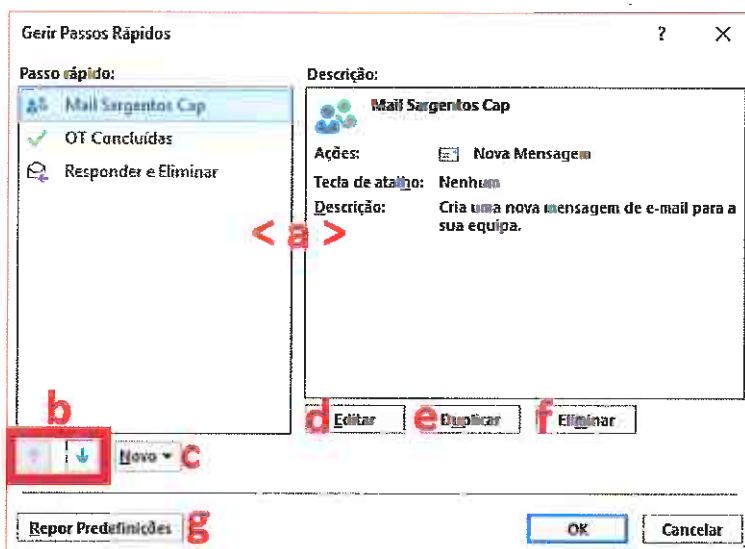 Gerir Passos Rápidos ? X
Passo rápido:
Mail Sargentos Cap
OT Concluídas
Responder e Eliminar
Descrição:
Mail Sargentos Cap
Ações: Nova Mensagem
Tecla de atalho: Nenhum
Descrição: Cria uma nova mensagem de e-mail para a
sua equipa.
< a >
b
d Editar e Duplicar f Eliminar
Novo c
Repor Predefinições g OK Cancelar